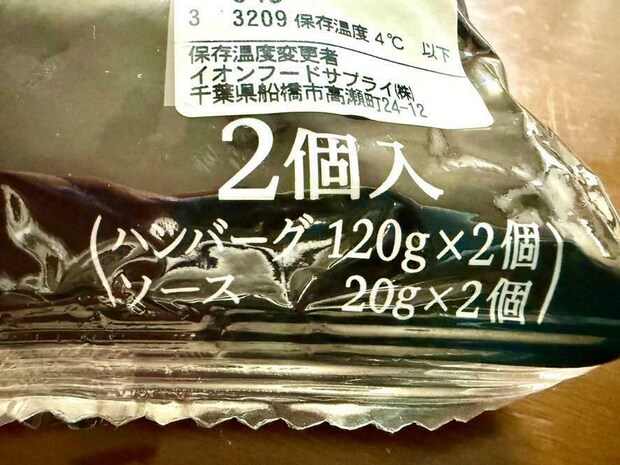 3 3209 保存温度 4℃ 以下
保存温度変更者
イオンフードサプライ㈱
千葉県船橋市高瀬町24-12
2個入
(ハンバーグ 120g×2個
ソース 20g×2個)